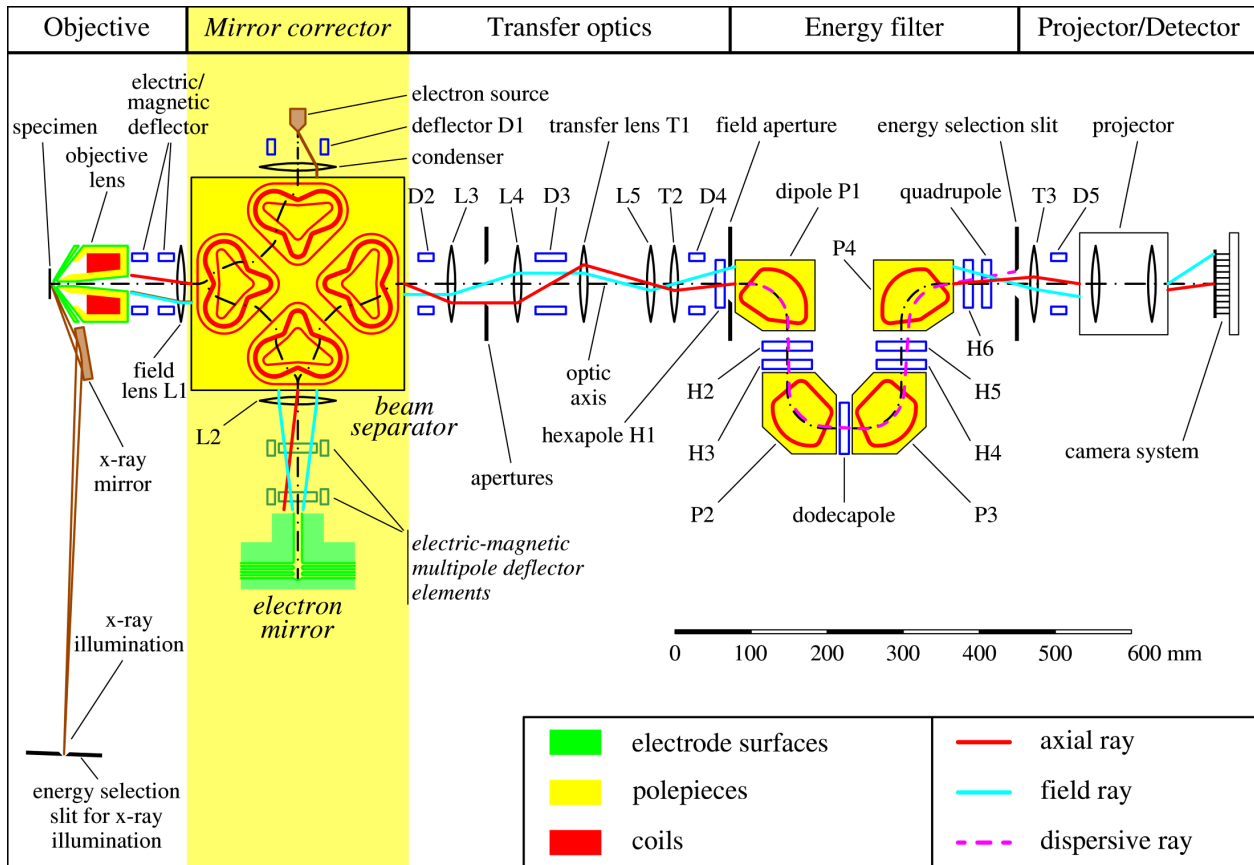 Objective
Mirror corrector
Transfer optics
Energy filter
Projector/Detector
electric/
magnetic
deflector
specimen
objective
lens
electron source
deflector D1
condenser
transfer lens T1
field aperture
energy selection slit
projector
D2
L3
L4
D3
L5
T2
D4
dipole P1
quadrupole
T3
D5
P4
field
lens L1
x-ray
mirror
L2
beam
separator
apertures
optic
axis
hexapole H1
H2
H3
P2
dodecapole
H6
H5
H4
P3
camera system
electric-magnetic
multipole deflector
elements
electron
mirror
x-ray
illumination
energy selection
slit for x-ray
illumination
0 100 200 300 400 500 600 mm
electrode surfaces
polepieces
coils
axial ray
field ray
dispersive ray